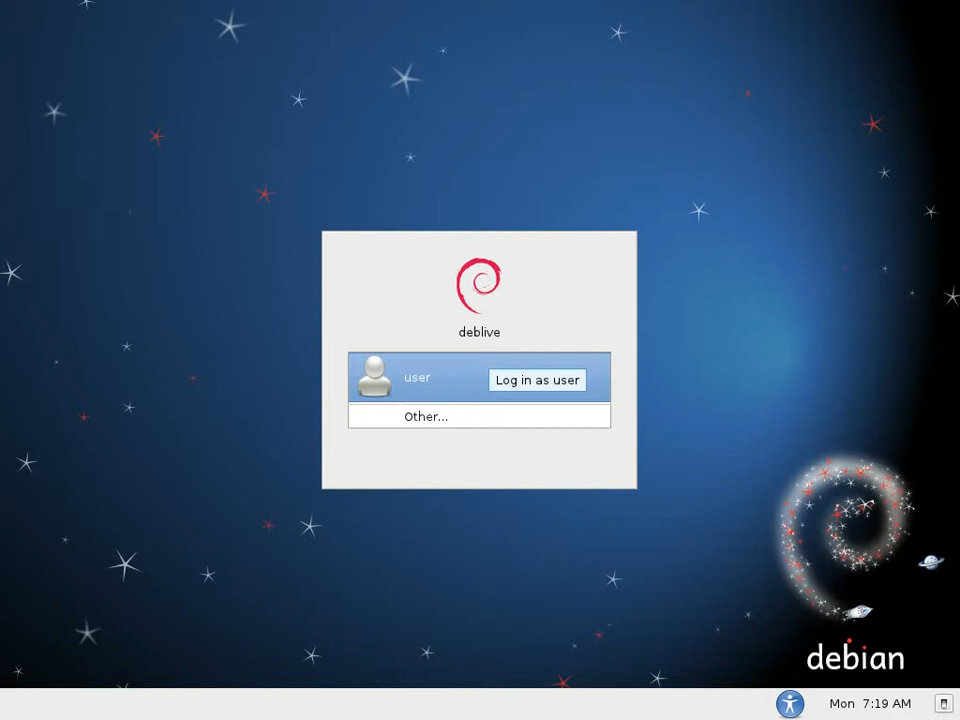 deblive
user
Log in as user
Other...
debian
Mon 7:19 AM